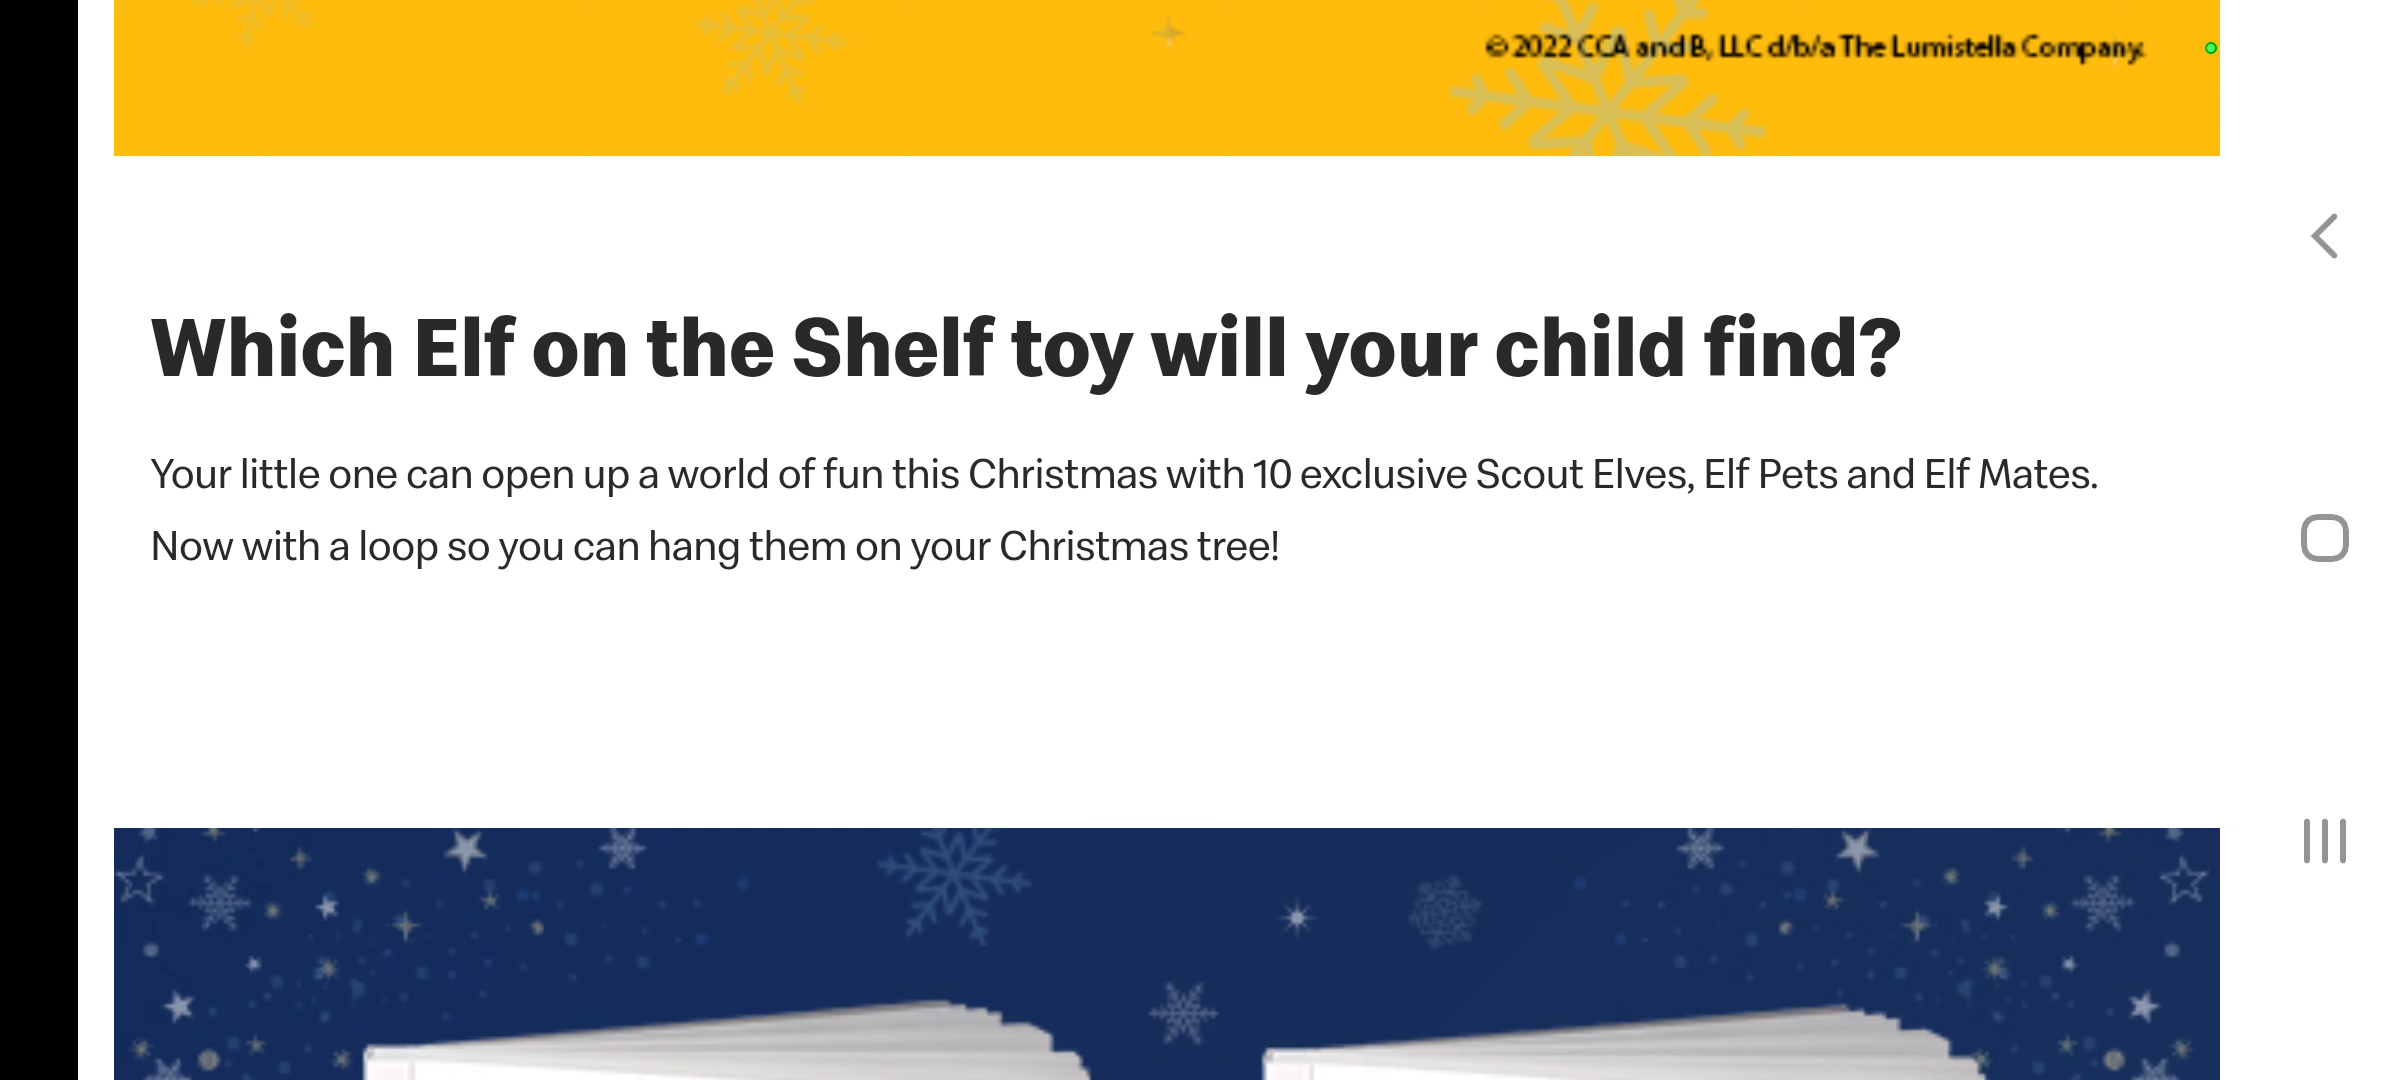 © 2022 CCA and B, LLC d/b/a The Lumistella Company.
Which Elf on the Shelf toy will your child find?
Your little one can open up a world of fun this Christmas with 10 exclusive Scout Elves, Elf Pets and Elf Mates.
Now with a loop so you can hang them on your Christmas tree!